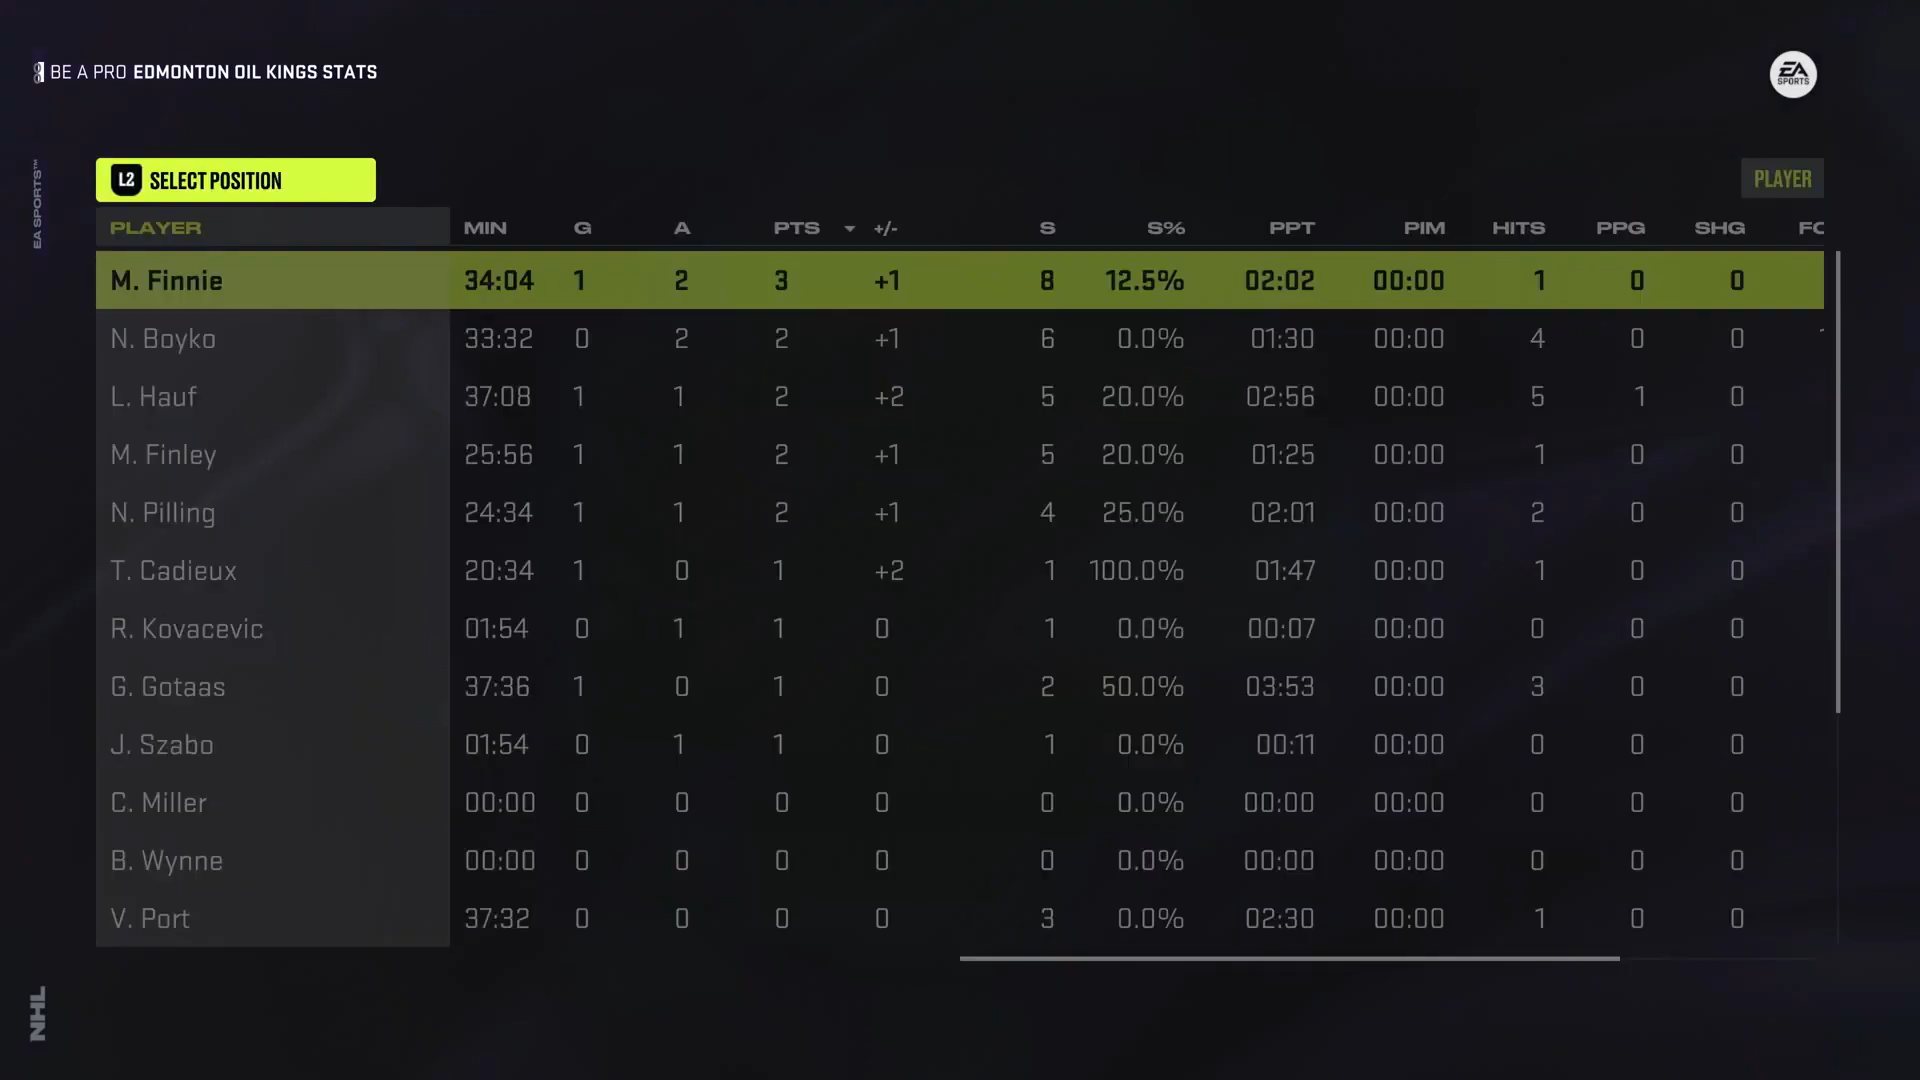 BE A PRO EDMONTON OIL KINGS STATS
EA SPORTS
EA SPORTS™
L2 SELECT POSITION
PLAYER
PLAYER MIN G A PTS +/- S S% PPT PIM HITS PPG SHG
M. Finnie 34:04 1 2 3 +1 8 12.5% 02:02 00:00 1 0 0
N. Boyko 33:32 0 2 2 +1 6 0.0% 01:30 00:00 4 0 0
L. Hauf 37:08 1 1 2 +2 5 20.0% 02:56 00:00 5 1 0
M. Finley 25:56 1 1 2 +1 5 20.0% 01:25 00:00 1 0 0
N. Pilling 24:34 1 1 2 +1 4 25.0% 02:01 00:00 2 0 0
T. Cadieux 20:34 1 0 1 +2 1 100.0% 01:47 00:00 1 0 0
R. Kovacevic 01:54 0 1 1 0 1 0.0% 00:07 00:00 0 0 0
G. Gotaas 37:36 1 0 1 0 2 50.0% 03:53 00:00 3 0 0
J. Szabo 01:54 0 1 1 0 1 0.0% 00:11 00:00 0 0 0
C. Miller 00:00 0 0 0 0 0 0.0% 00:00 00:00 0 0 0
B. Wynne 00:00 0 0 0 0 0 0.0% 00:00 00:00 0 0 0
V. Port 37:32 0 0 0 0 3 0.0% 02:30 00:00 1 0 0
NHL